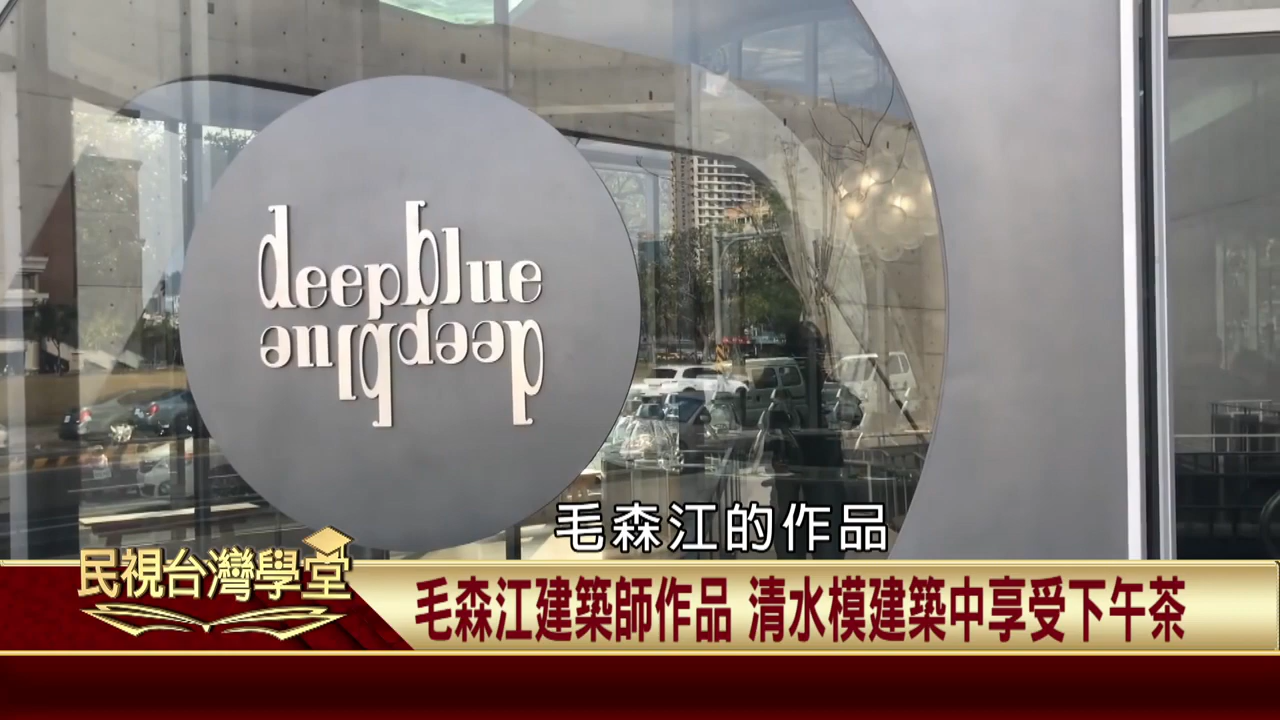 deepblue
deepblue
毛森江的作品
民視台灣學堂
毛森江建築師作品 清水模建築中享受下午茶